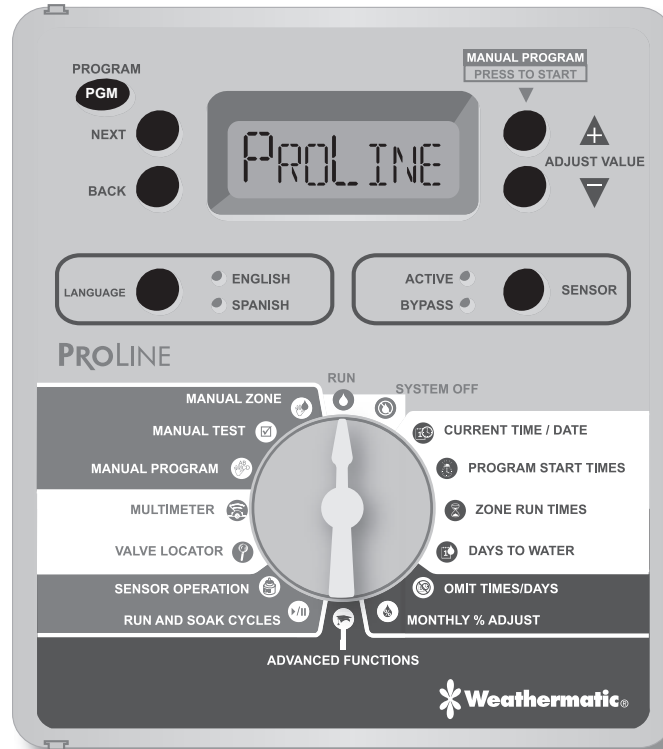 PROGRAM
PGM
NEXT
BACK
PROLINE
MANUAL PROGRAM
PRESS TO START
+
ADJUST VALUE
−
LANGUAGE
ENGLISH
SPANISH
ACTIVE
BYPASS
SENSOR
PROLINE
RUN
SYSTEM OFF
MANUAL ZONE
MANUAL TEST
MANUAL PROGRAM
MULTIMETER
VALVE LOCATOR
SENSOR OPERATION
RUN AND SOAK CYCLES
CURRENT TIME / DATE
PROGRAM START TIMES
ZONE RUN TIMES
DAYS TO WATER
OMIT TIMES/DAYS
MONTHLY % ADJUST
ADVANCED FUNCTIONS
Weathermatic®